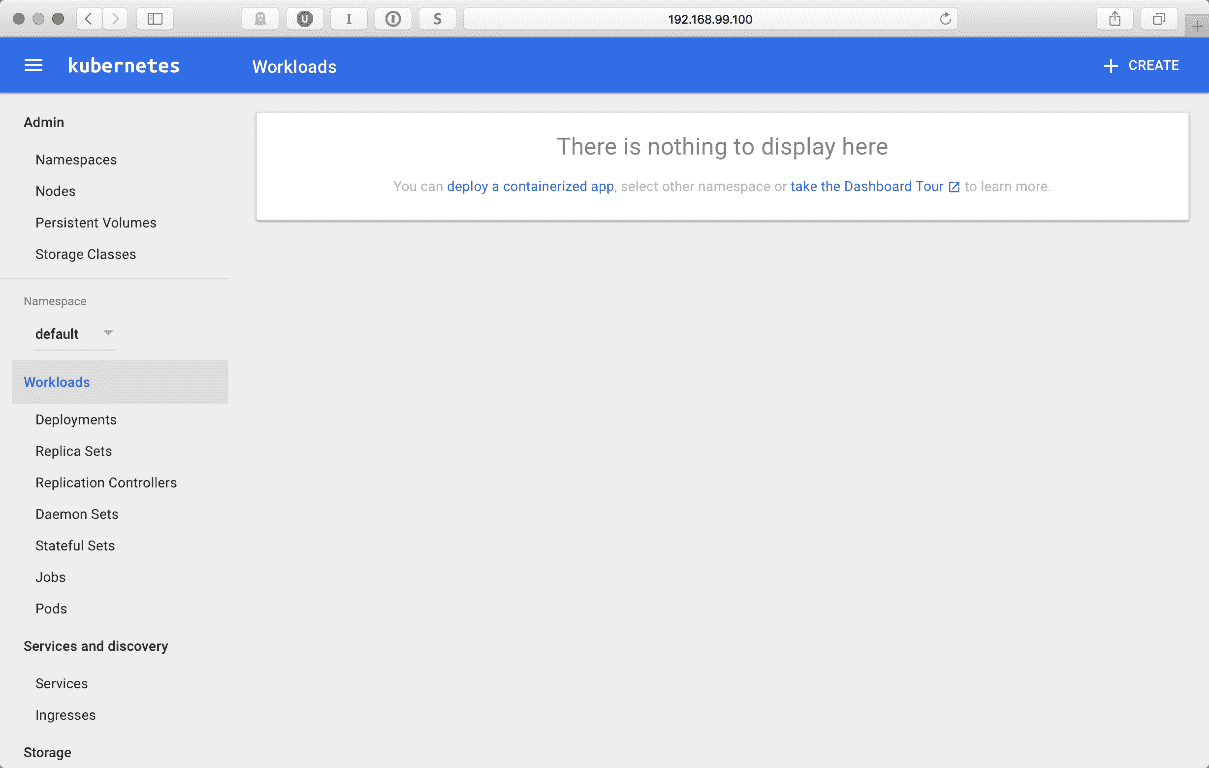 192.168.99.100
kubernetes
Workloads
CREATE
Admin
Namespaces
Nodes
Persistent Volumes
Storage Classes
Namespace
default
Workloads
Deployments
Replica Sets
Replication Controllers
Daemon Sets
Stateful Sets
Jobs
Pods
Services and discovery
Services
Ingresses
Storage
There is nothing to display here
You can deploy a containerized app, select other namespace or take the Dashboard Tour to learn more.